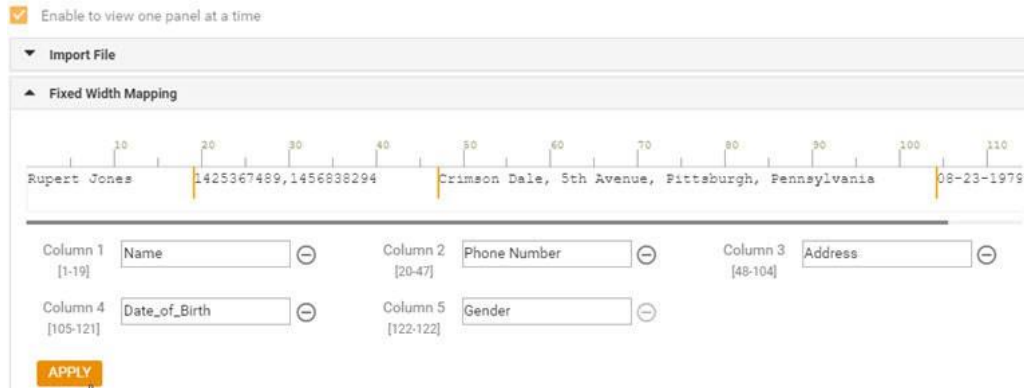 Enable to view one panel at a time
Import File
Fixed Width Mapping
10 20 30 40 50 60 70 80 90 100 110
Rupert Jones 1425367489,1456838294 Crimson Dale, 5th Avenue, Pittsburgh, Pennsylvania 08-23-1979
Column 1 Name Column 2 Phone Number Column 3 Address
[1-19] [20-47] [48-104]
Column 4 Date_of_Birth Column 5 Gender
[105-121] [122-122]
APPLY